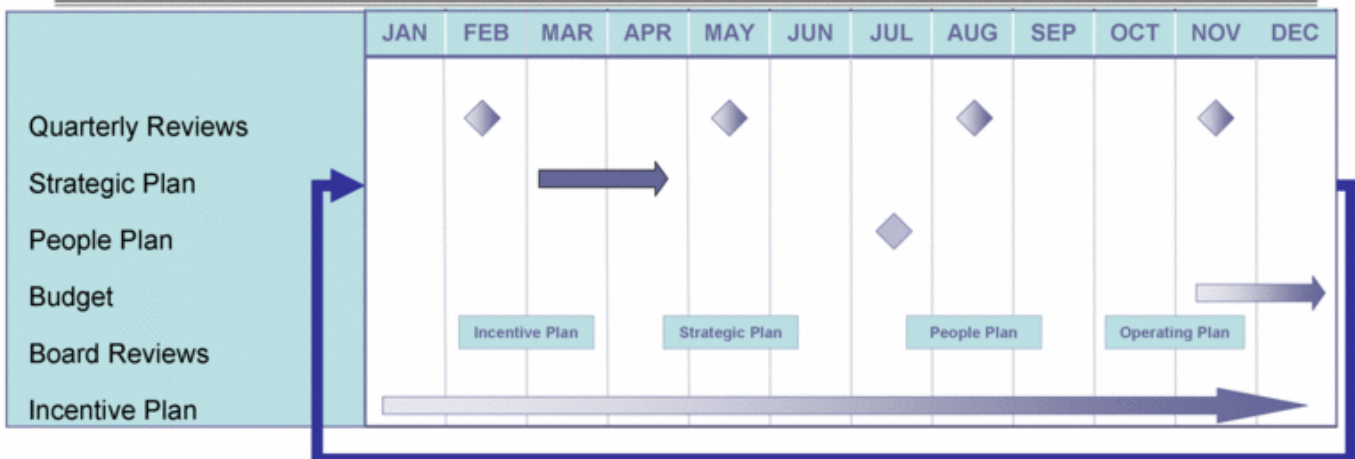 JAN FEB MAR APR MAY JUN JUL AUG SEP OCT NOV DEC
Quarterly Reviews
Strategic Plan
People Plan
Budget
Incentive Plan Strategic Plan People Plan Operating Plan
Board Reviews
Incentive Plan